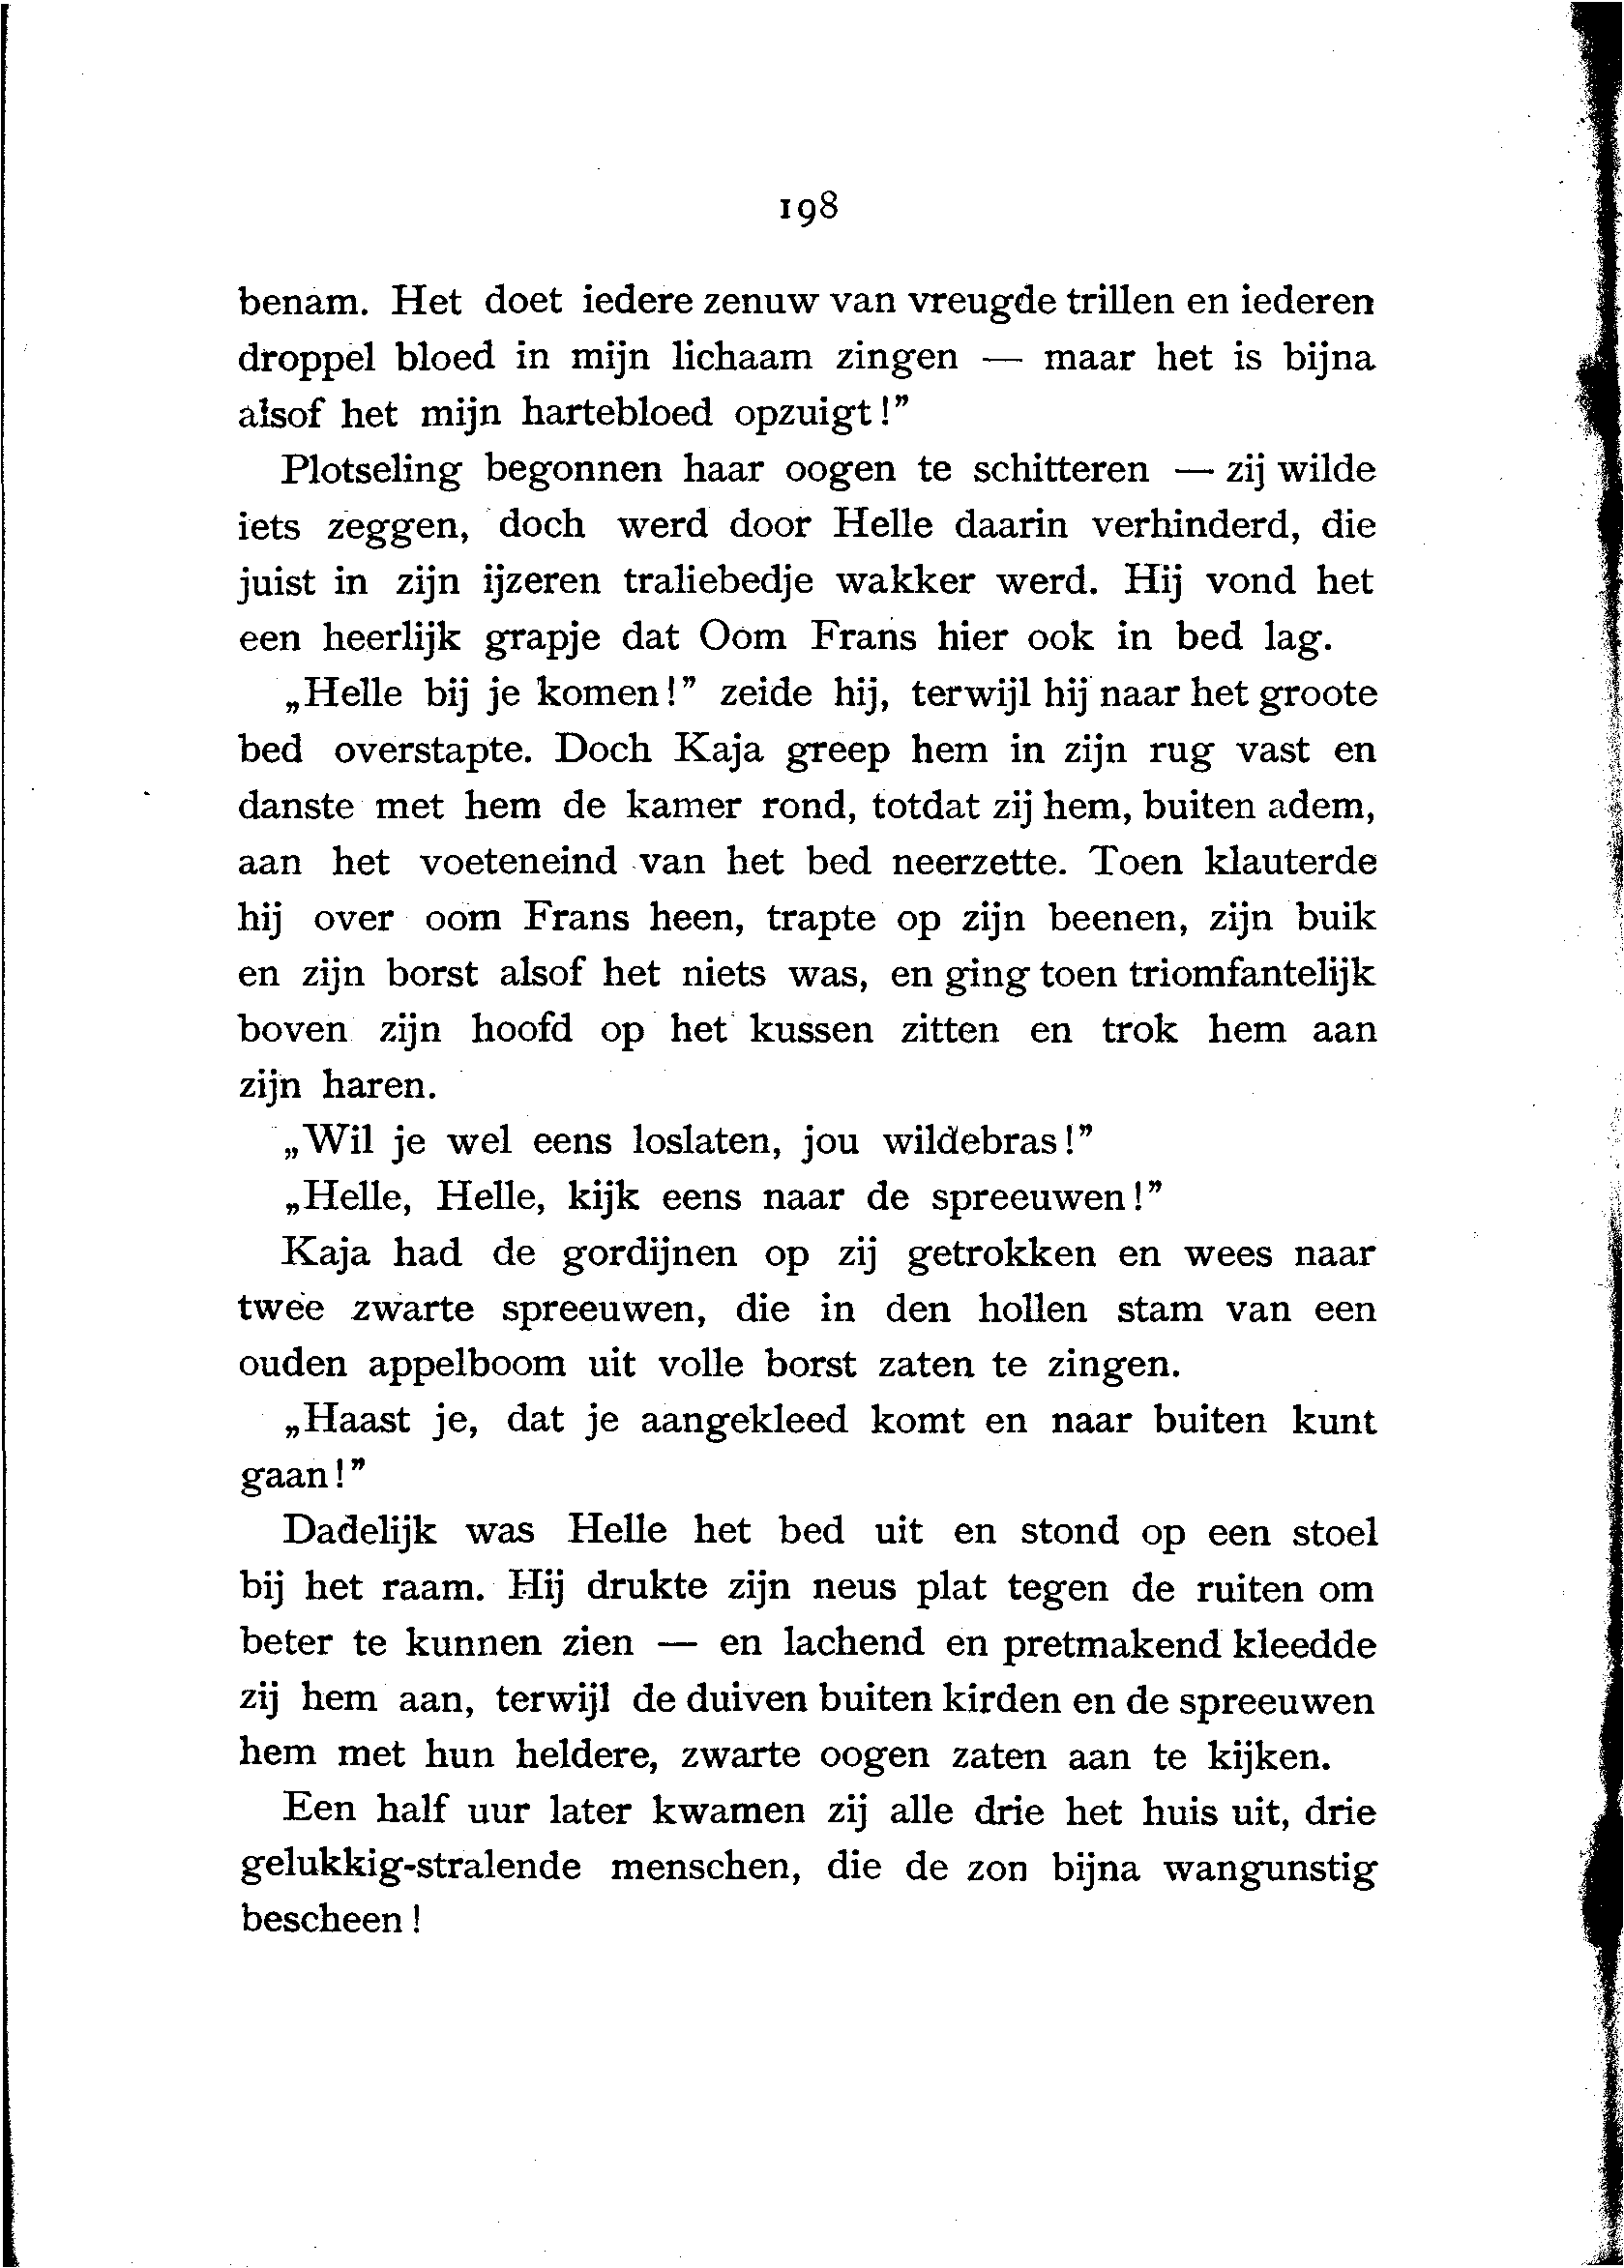 198
benam. Het doet iedere zenuw van vreugde trillen en iederen
droppel bloed in mijn lichaam zingen — maar het is bijna
alsof het mijn hartebloed opzuigt!”
Plotseling begonnen haar oogen te schitteren — zij wilde
iets zeggen, doch werd door Helle daarin verhinderd, die
juist in zijn ijzeren traliebedje wakker werd. Hij vond het
een heerlijk grapje dat Oom Frans hier ook in bed lag.
„Helle bij je komen!” zeide hij, terwijl hij naar het groote
bed overstapte. Doch Kaja greep hem in zijn rug vast en
danste met hem de kamer rond, totdat zij hem, buiten adem,
aan het voeteneind van het bed neerzette. Toen klauterde
hij over oom Frans heen, trapte op zijn beenen, zijn buik
en zijn borst alsof het niets was, en ging toen triomfantelijk
boven zijn hoofd op het kussen zitten en trok hem aan
zijn haren.
„Wil je wel eens loslaten, jou wildebras!”
„Helle, Helle, kijk eens naar de spreeuwen!”
Kaja had de gordijnen op zij getrokken en wees naar
twee zwarte spreeuwen, die in den hollen stam van een
ouden appelboom uit volle borst zaten te zingen.
„Haast je, dat je aangekleed komt en naar buiten kunt
gaan!”
Dadelijk was Helle het bed uit en stond op een stoel
bij het raam. Hij drukte zijn neus plat tegen de ruiten om
beter te kunnen zien — en lachend en pretmakend kleedde
zij hem aan, terwijl de duiven buiten kirden en de spreeuwen
hem met hun heldere, zwarte oogen zaten aan te kijken.
Een half uur later kwamen zij alle drie het huis uit, drie
gelukkig-stralende menschen, die de zon bijna wangunstig
bescheen!